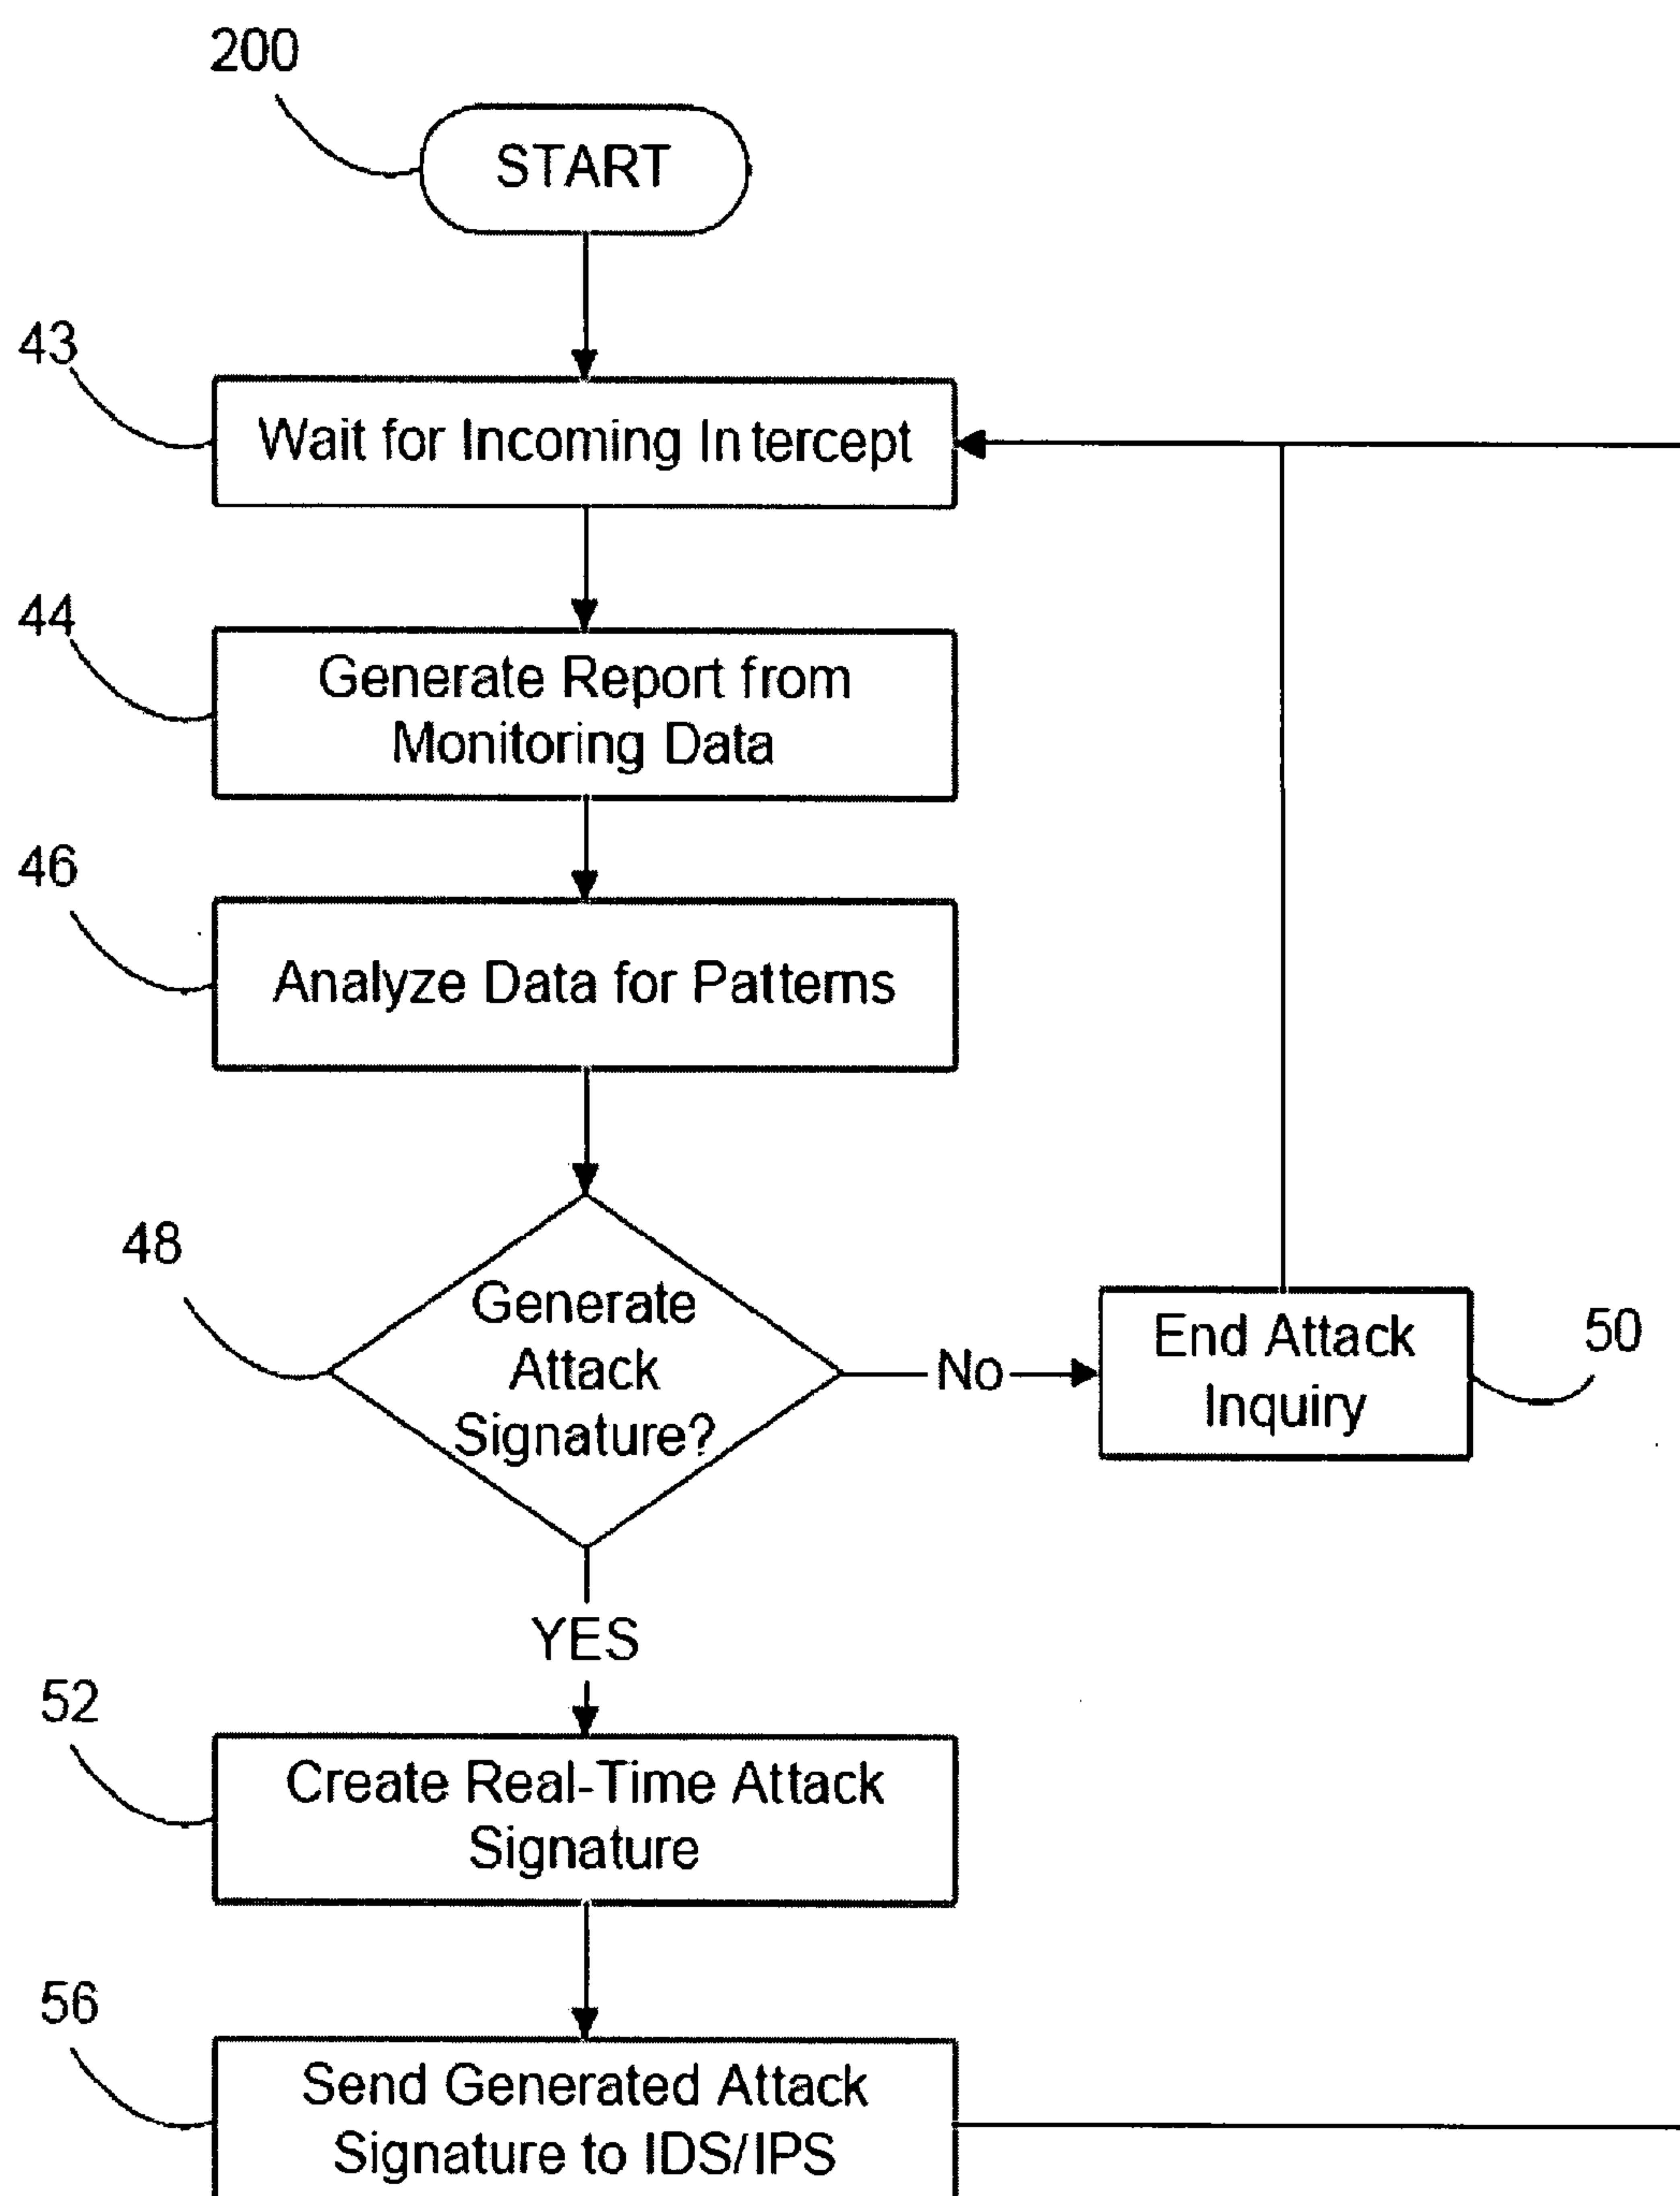 200
START
43
Wait for Incoming Intercept
44
Generate Report from
Monitoring Data
46
Analyze Data for Patterns
48
Generate
Attack
Signature?
No
End Attack
Inquiry
50
YES
52
Create Real-Time Attack
Signature
56
Send Generated Attack
Signature to IDS/IPS